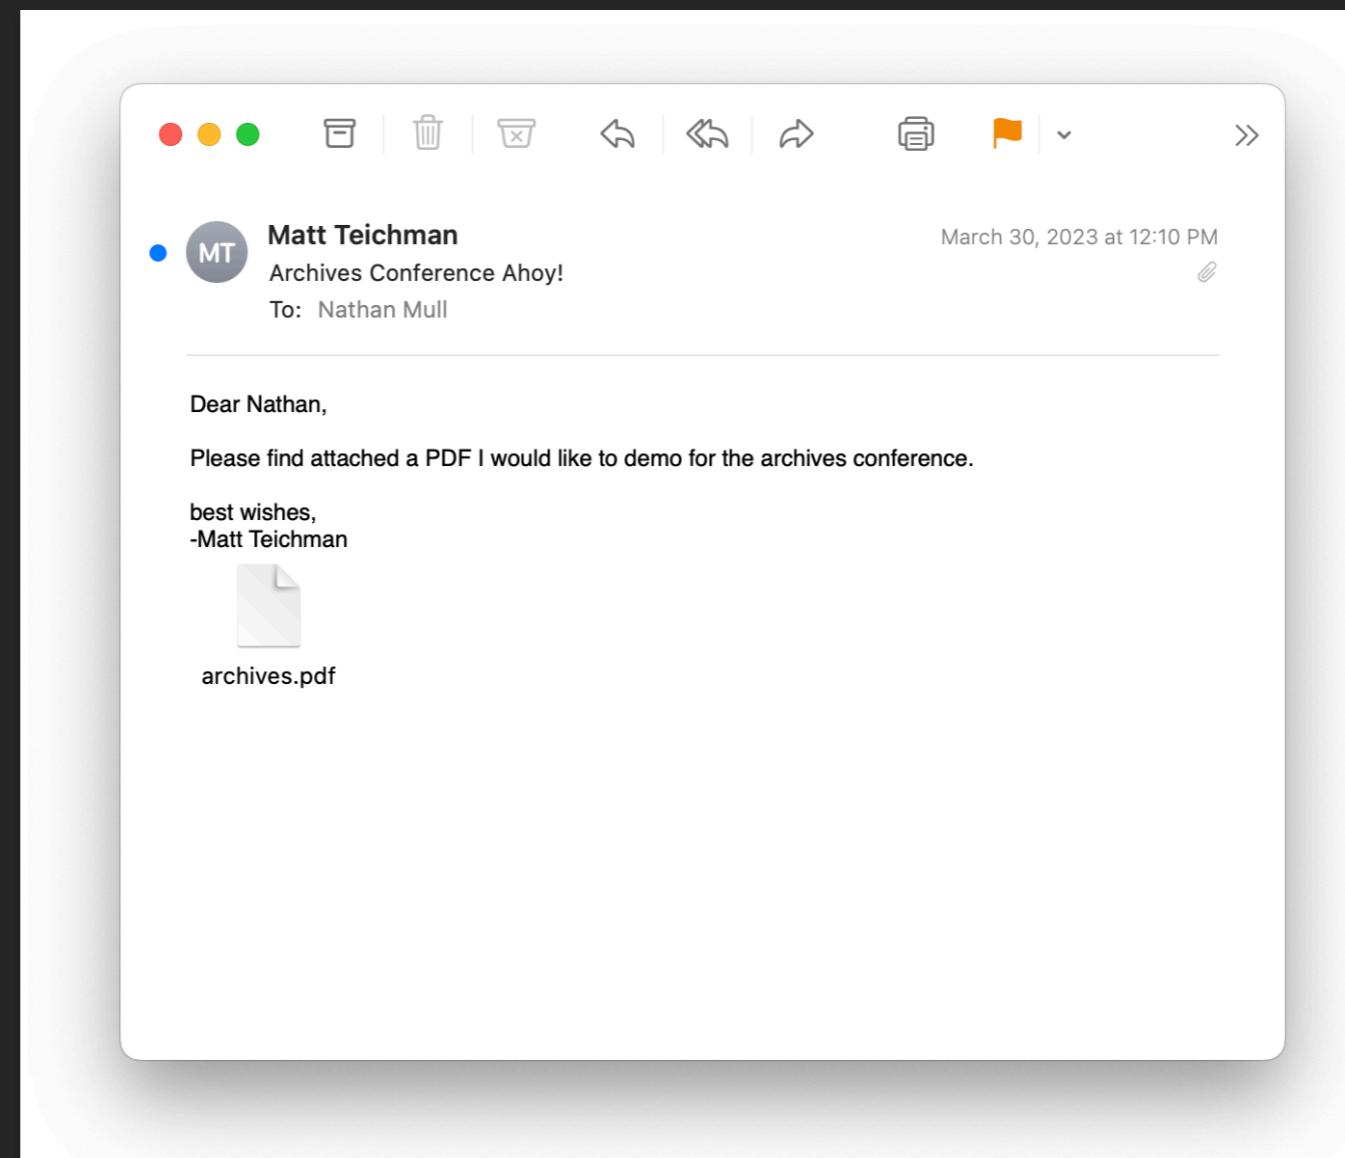 MT
Matt Teichman
March 30, 2023 at 12:10 PM
Archives Conference Ahoy!
To: Nathan Mull
Dear Nathan,
Please find attached a PDF I would like to demo for the archives conference.
best wishes,
-Matt Teichman
archives.pdf